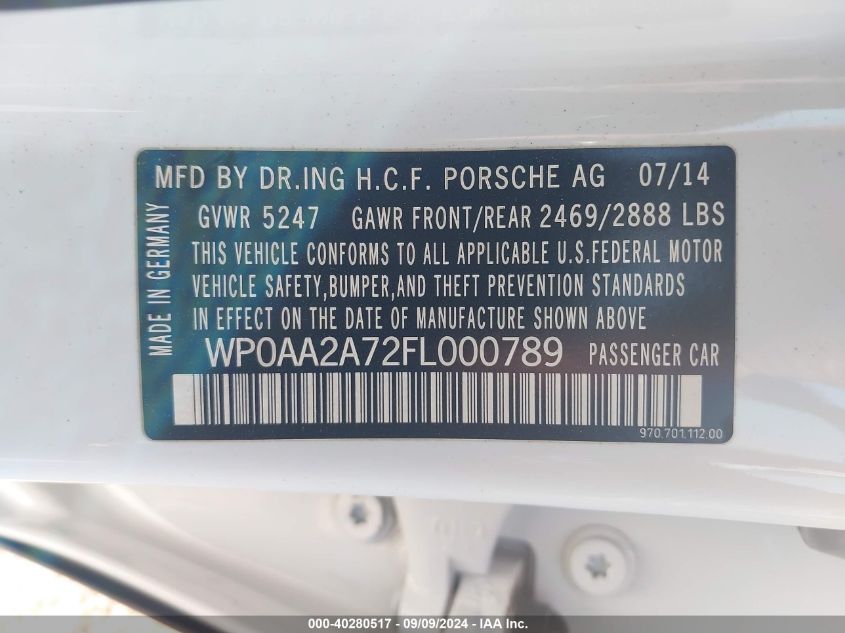 MFD BY DR.ING H.C.F. PORSCHE AG 07/14
GVWR 5247 GAWR FRONT/REAR 2469/2888 LBS
THIS VEHICLE CONFORMS TO ALL APPLICABLE U.S.FEDERAL MOTOR
VEHICLE SAFETY,BUMPER,AND THEFT PREVENTION STANDARDS
IN EFFECT ON THE DATE OF MANUFACTURE SHOWN ABOVE
WP0AA2A72FL000789 PASSENGER CAR
970.701.112.00
MADE IN GERMANY
000-40280517 - 09/09/2024 - IAA Inc.